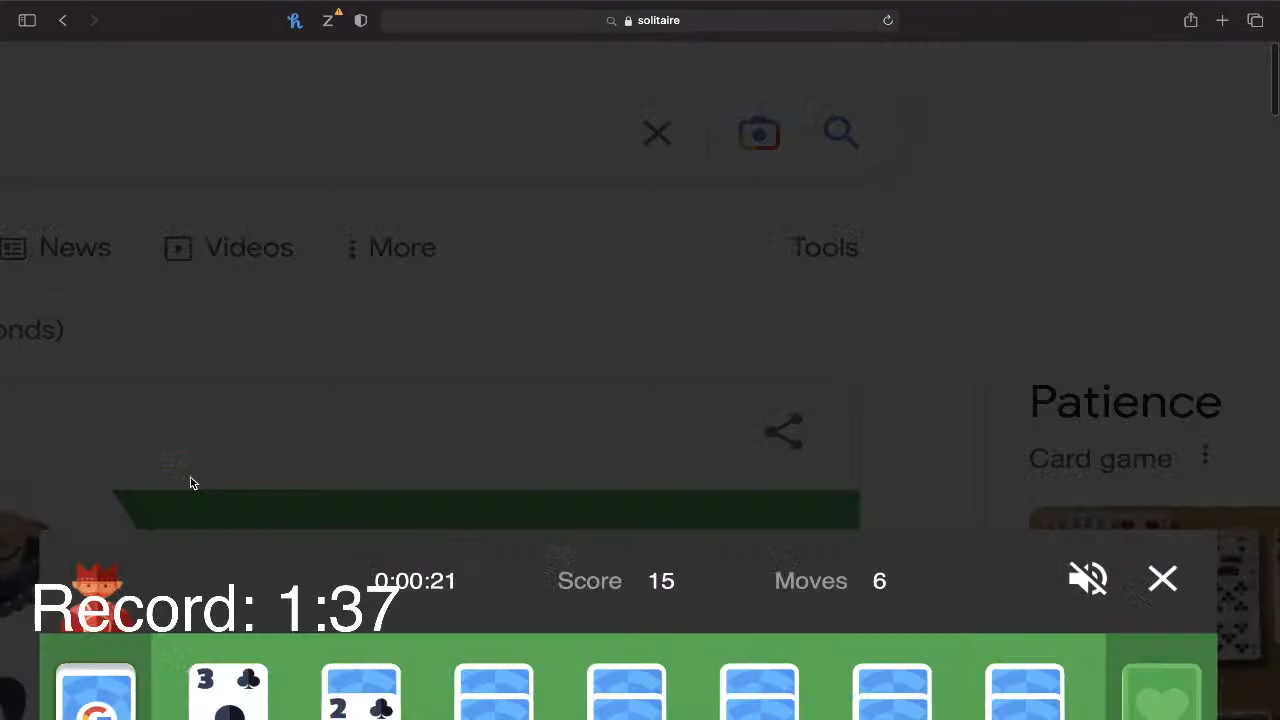 solitaire
News Videos More Tools
onds)
Patience
Card game
0:00:21 Score 15 Moves 6
Record: 1:37
3
2
G